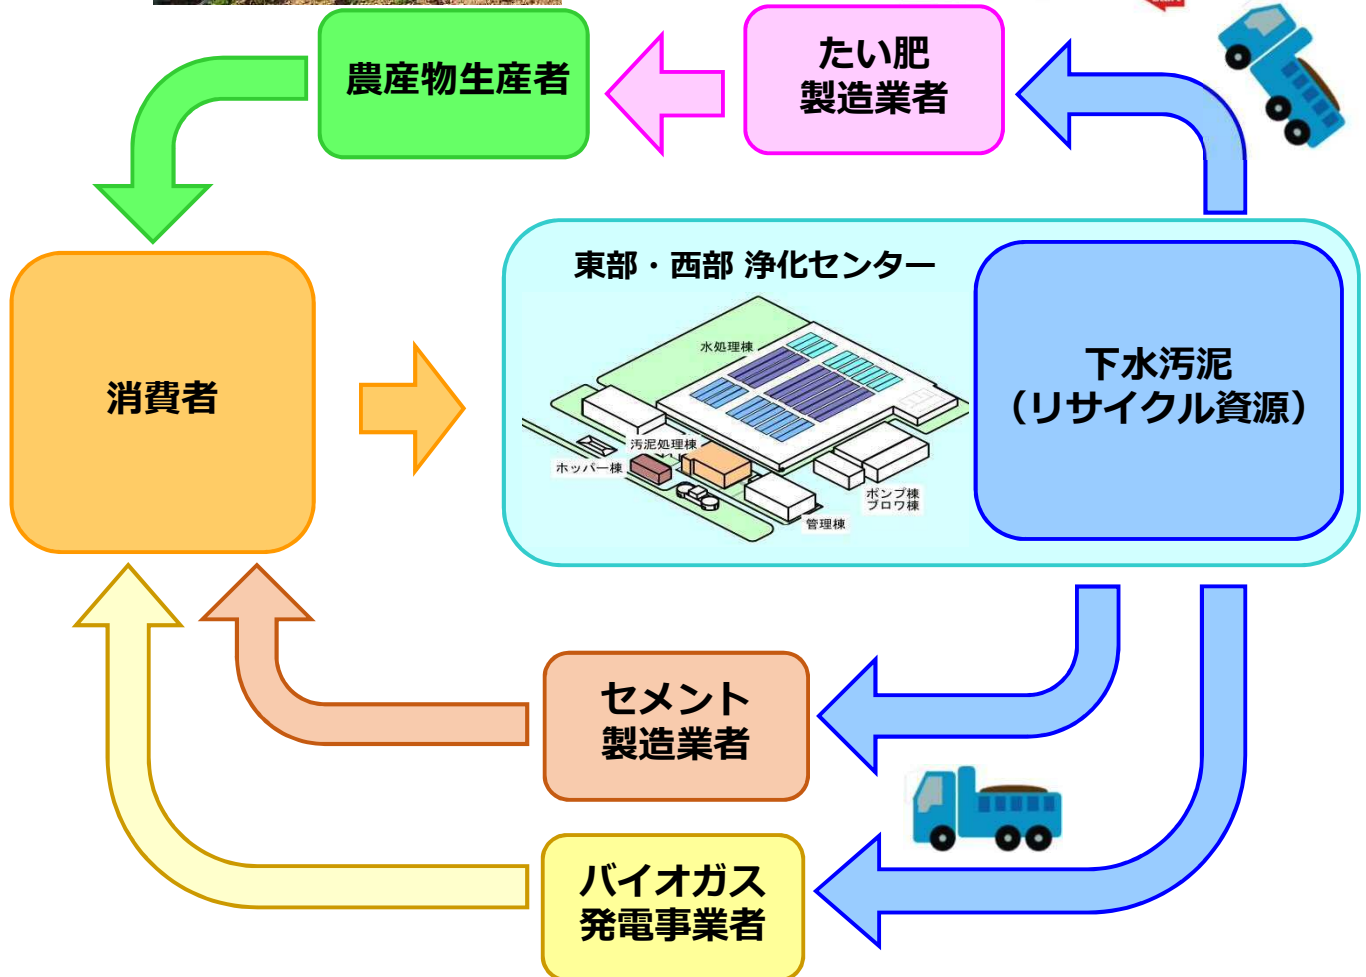 農産物生産者
たい肥
製造業者
東部・西部 浄化センター
水処理棟
汚泥処理棟
ホッパー棟
ポンプ棟
ブロワ棟
管理棟
下水汚泥
（リサイクル資源）
消費者
セメント
製造業者
バイオガス
発電事業者